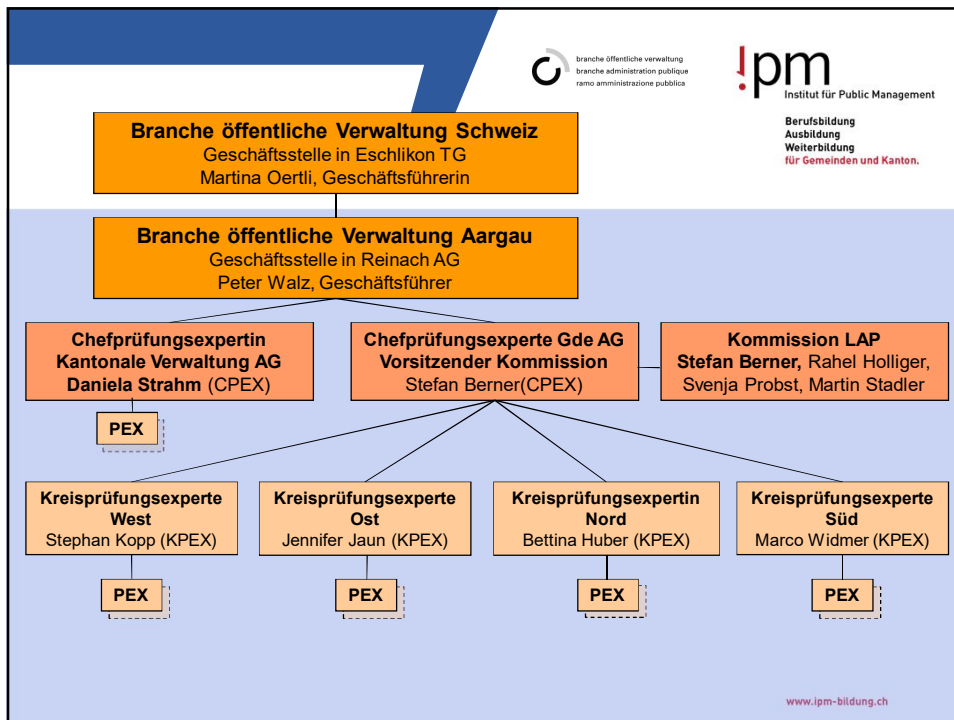 branche öffentliche verwaltung
branche administration publique
ramo amministrazione pubblica
!pm
Institut für Public Management
Berufsbildung
Ausbildung
Weiterbildung
für Gemeinden und Kanton.
Branche öffentliche Verwaltung Schweiz
Geschäftsstelle in Eschlikon TG
Martina Oertli, Geschäftsführerin
Branche öffentliche Verwaltung Aargau
Geschäftsstelle in Reinach AG
Peter Walz, Geschäftsführer
Chefprüfungsexpertin
Kantonale Verwaltung AG
Daniela Strahm (CPEX)
Chefprüfungsexperte Gde AG
Vorsitzender Kommission
Stefan Berner(CPEX)
Kommission LAP
Stefan Berner, Rahel Holliger,
Svenja Probst, Martin Stadler
PEX
Kreisprüfungsexperte
West
Stephan Kopp (KPEX)
Kreisprüfungsexperte
Ost
Jennifer Jaun (KPEX)
Kreisprüfungsexpertin
Nord
Bettina Huber (KPEX)
Kreisprüfungsexperte
Süd
Marco Widmer (KPEX)
PEX
PEX
PEX
PEX
www.ipm-bildung.ch